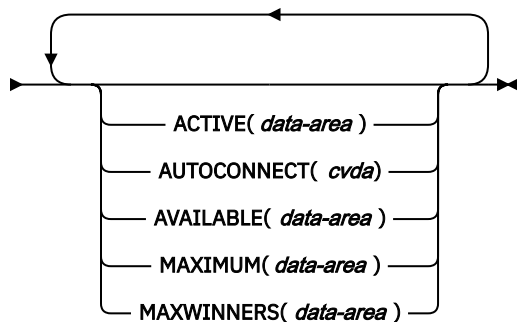 ACTIVE( data-area )
AUTOCONNECT( cvda)
AVAILABLE( data-area )
MAXIMUM( data-area )
MAXWINNERS( data-area )